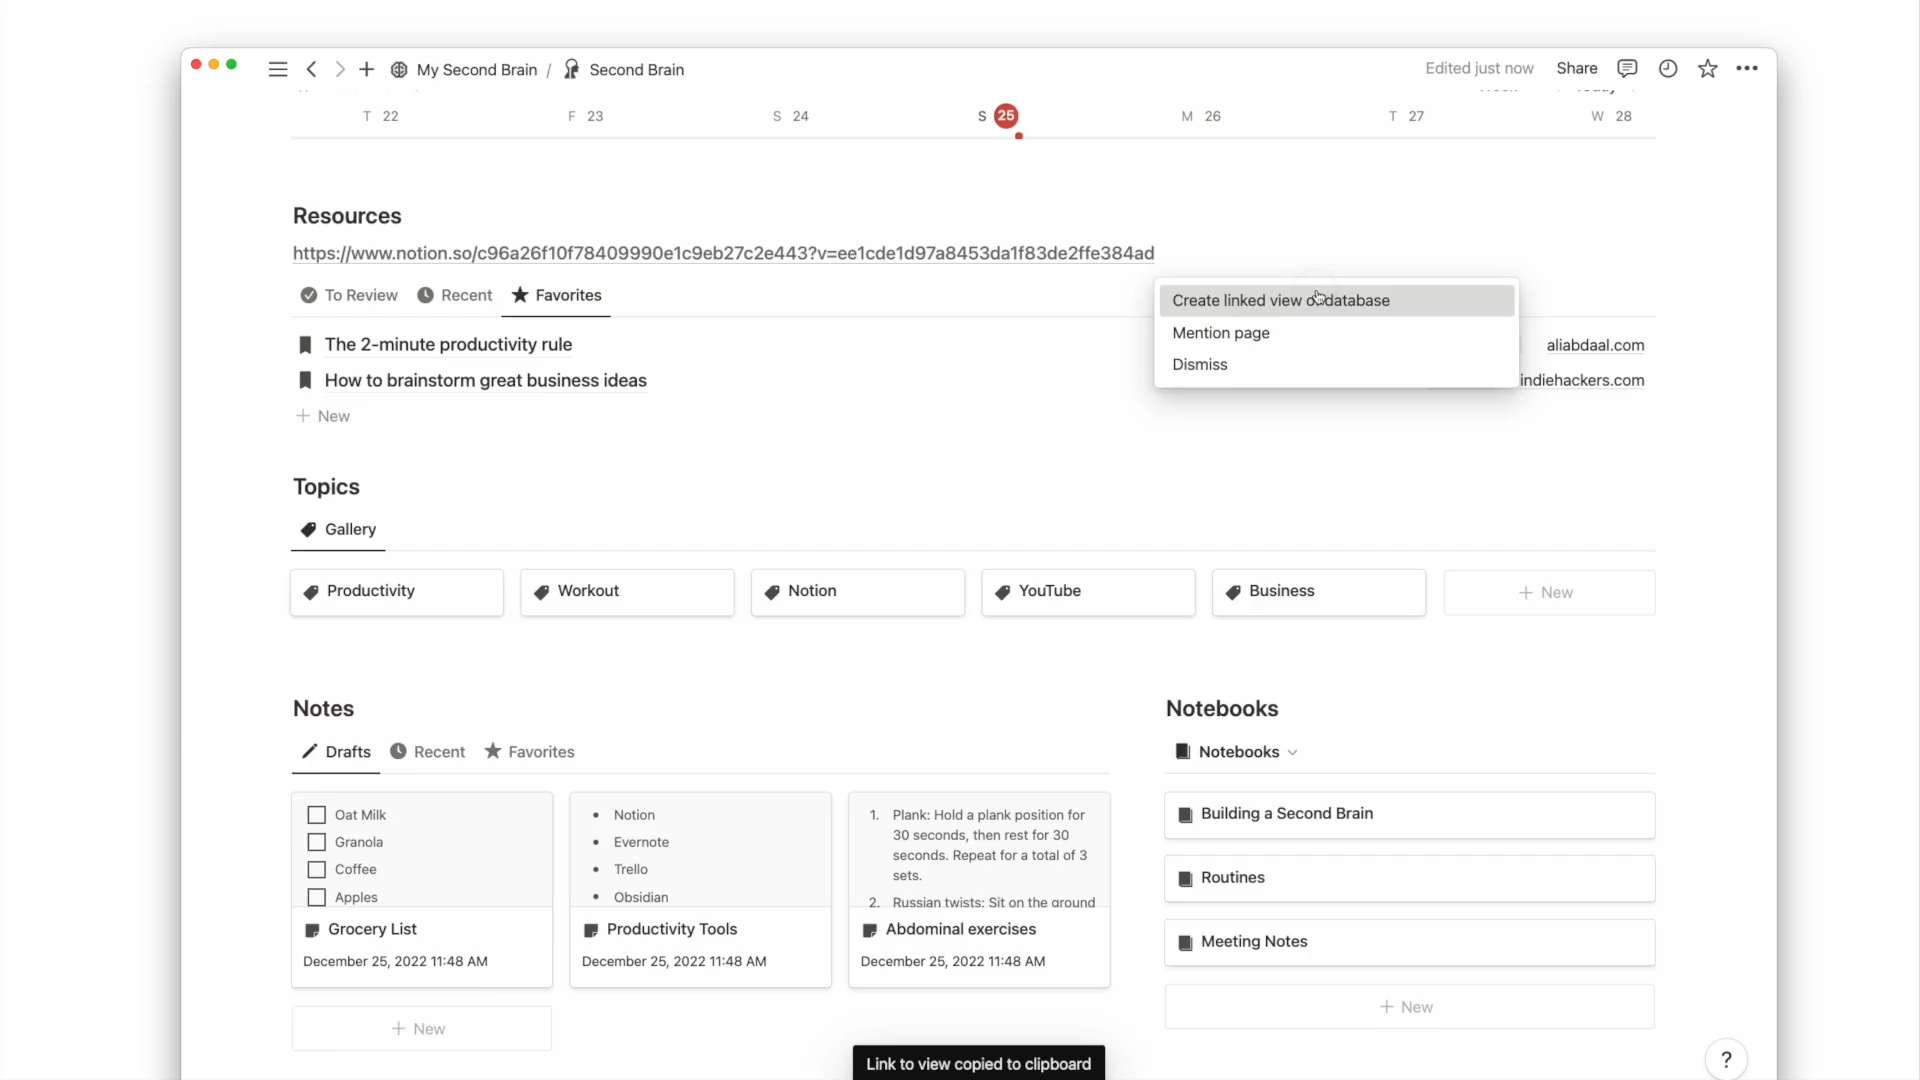 My Second Brain / Second Brain
Edited just now Share
T 22 F 23 S 24 S 25 M 26 T 27 W 28
Resources
https://www.notion.so/c96a26f10f78409990e1c9eb27c2e443?v=ee1cde1d97a8453da1f83de2ffe384ad
To Review Recent Favorites
Create linked view of database
Mention page
Dismiss
The 2-minute productivity rule aliabdaal.com
How to brainstorm great business ideas indiehackers.com
+ New
Topics
Gallery
Productivity Workout Notion YouTube Business + New
Notes
Drafts Recent Favorites
Oat Milk
Granola
Coffee
Apples
Grocery List
December 25, 2022 11:48 AM
• Notion
• Evernote
• Trello
• Obsidian
Productivity Tools
December 25, 2022 11:48 AM
1. Plank: Hold a plank position for
30 seconds, then rest for 30
seconds. Repeat for a total of 3
sets.
2. Russian twists: Sit on the ground
Abdominal exercises
December 25, 2022 11:48 AM
+ New
Notebooks
Notebooks
Building a Second Brain
Routines
Meeting Notes
+ New
Link to view copied to clipboard
?